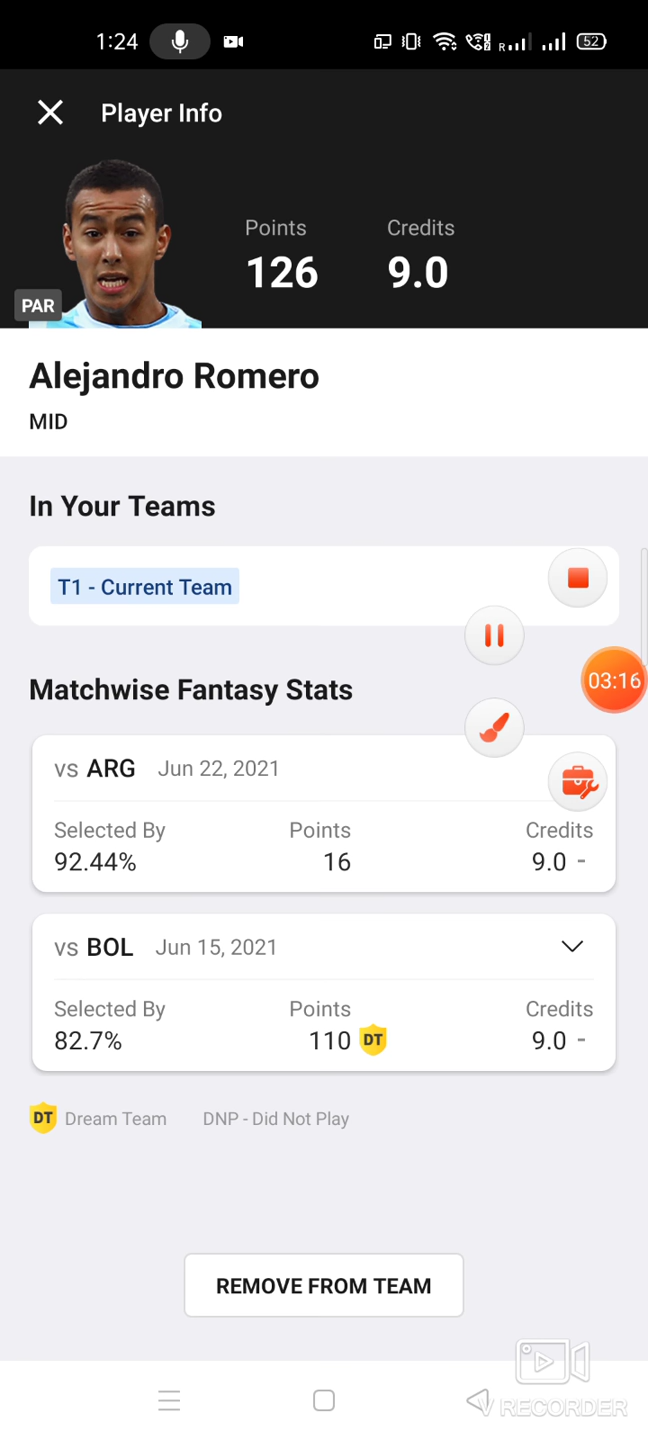 1:24
R
52
Player Info
Points
Credits
126
9.0
PAR
Alejandro Romero
MID
In Your Teams
T1 - Current Team
03:16
Matchwise Fantasy Stats
vs ARG Jun 22, 2021
Selected By Points Credits
92.44% 16 9.0 -
vs BOL Jun 15, 2021
Selected By Points Credits
82.7% 110 DT 9.0 -
DT Dream Team DNP - Did Not Play
REMOVE FROM TEAM
V RECORDER